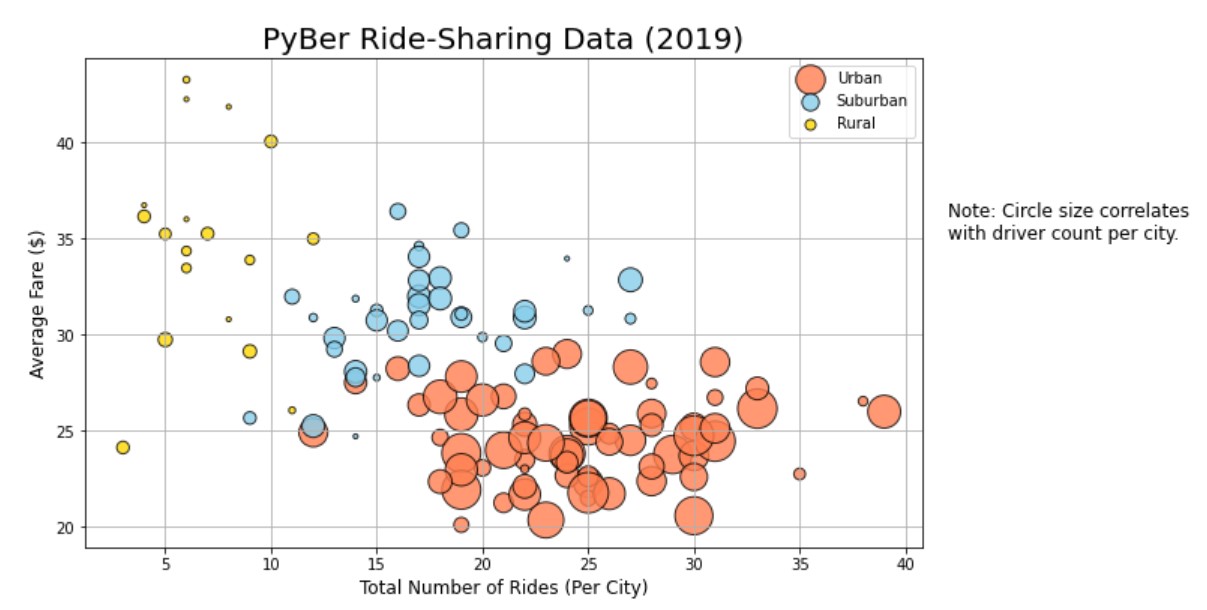 PyBer Ride-Sharing Data (2019)
Urban
Suburban
Rural
40
35
30
25
20
Average Fare ($)
5 10 15 20 25 30 35 40
Total Number of Rides (Per City)
Note: Circle size correlates
with driver count per city.